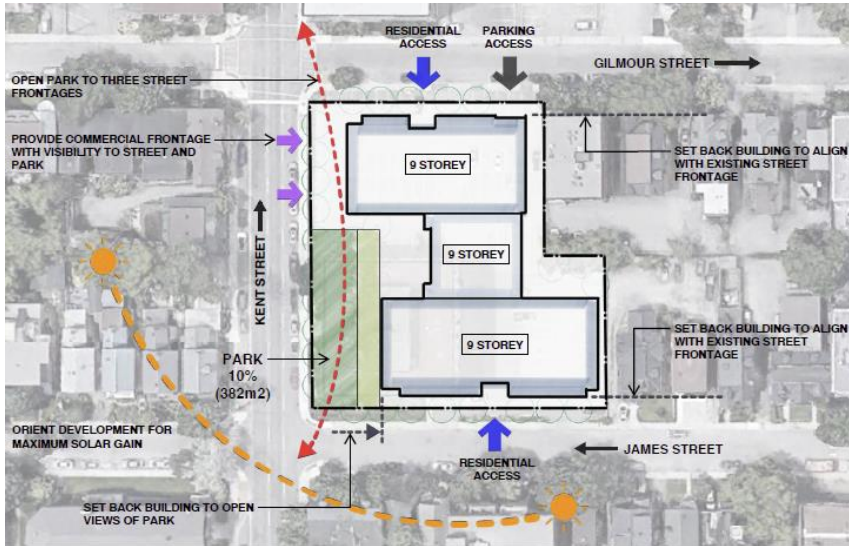 RESIDENTIAL
ACCESS
PARKING
ACCESS
GILMOUR STREET
OPEN PARK TO THREE STREET
FRONTAGES
PROVIDE COMMERCIAL FRONTAGE
WITH VISIBILITY TO STREET AND
PARK
SET BACK BUILDING TO ALIGN
WITH EXISTING STREET
FRONTAGE
9 STOREY
KENT STREET
9 STOREY
9 STOREY
SET BACK BUILDING TO ALIGN
WITH EXISTING STREET
FRONTAGE
PARK
10%
(382m2)
ORIENT DEVELOPMENT FOR
MAXIMUM SOLAR GAIN
JAMES STREET
RESIDENTIAL
ACCESS
SET BACK BUILDING TO OPEN
VIEWS OF PARK